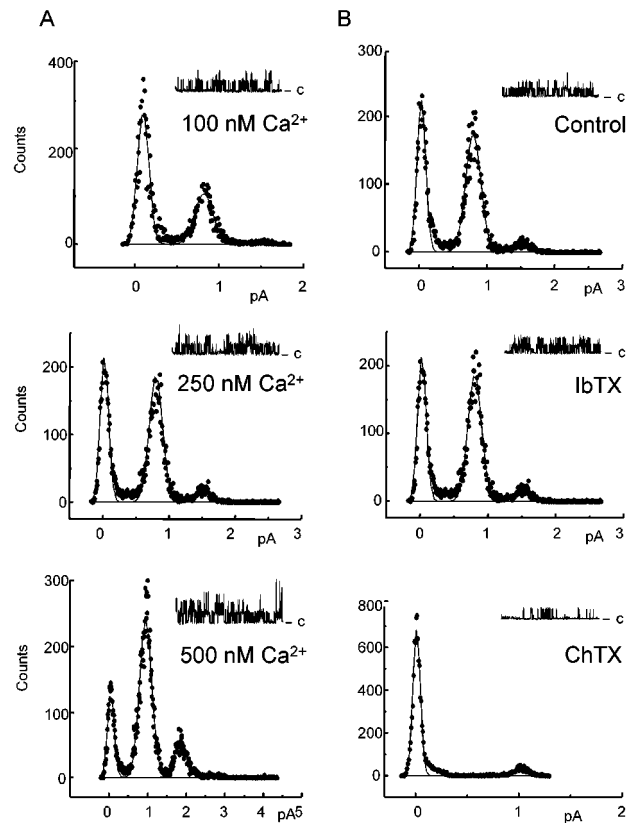 A
B
400
200
0
Counts
– c
100 nM Ca²⁺
0
1
2
pA
300
200
100
0
– c
Control
0
1
2
3
pA
200
100
0
Counts
– c
250 nM Ca²⁺
0
1
2
3
pA
200
100
0
– c
IbTX
0
1
2
3
pA
300
200
100
0
Counts
– c
500 nM Ca²⁺
0
1
2
3
4
pA5
800
600
400
200
0
– c
ChTX
0
1
2
pA